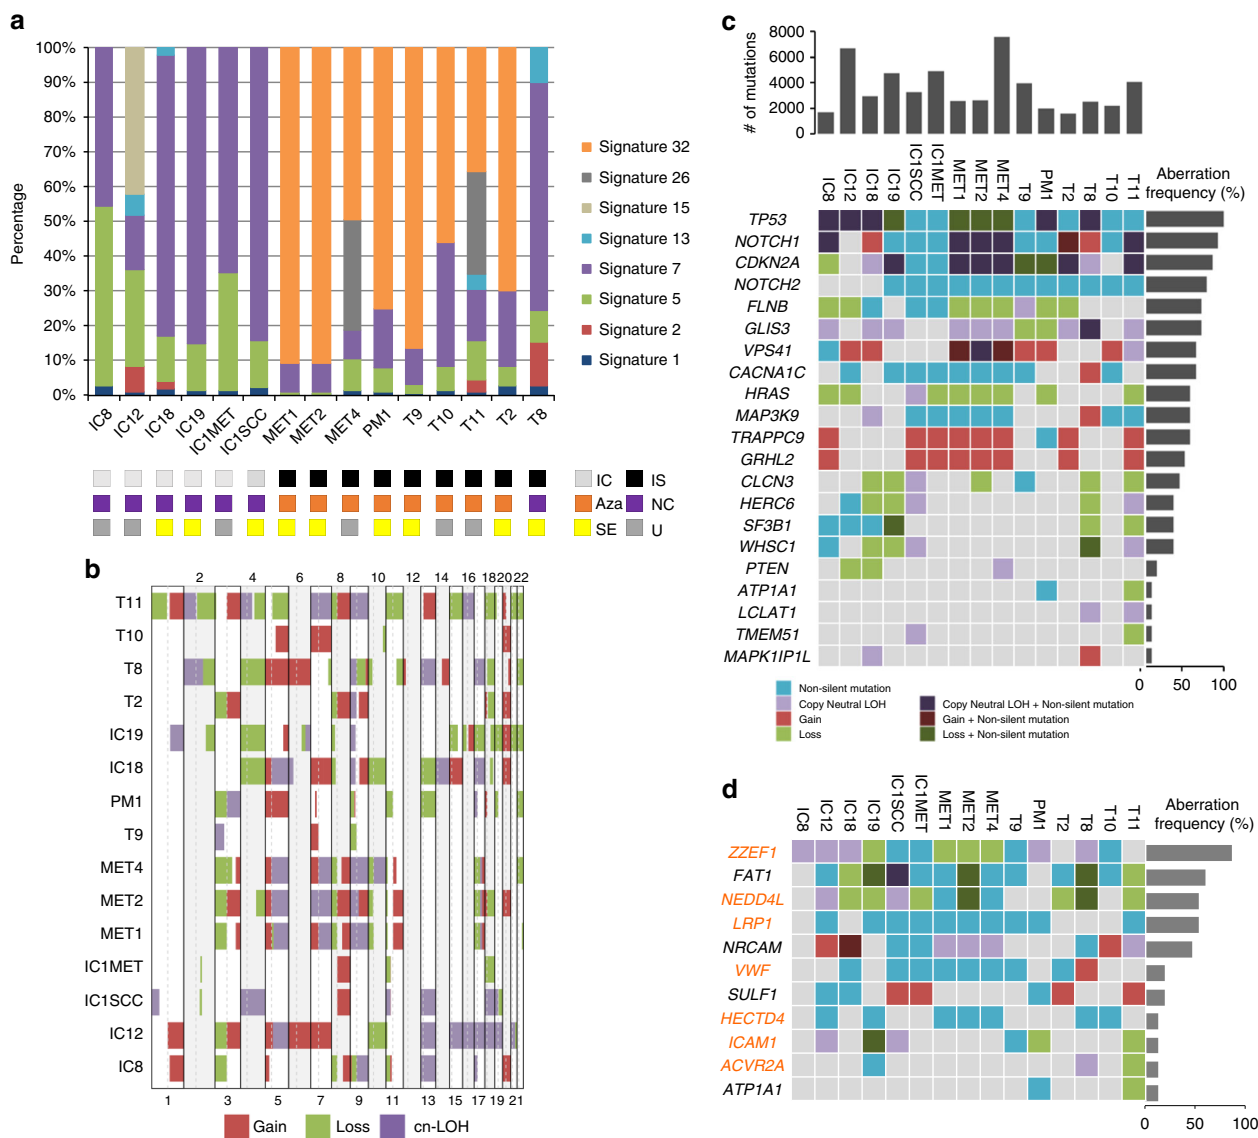 a
100%
90%
80%
70%
60%
50%
40%
30%
20%
10%
0%
Percentage
IC8
IC12
IC18
IC19
IC1MET
IC1SCC
MET1
MET2
MET4
PM1
T9
T10
T11
T2
T8
Signature 32
Signature 26
Signature 15
Signature 13
Signature 7
Signature 5
Signature 2
Signature 1
IC IS
Aza NC
SE U
b
2 4 6 8 10 12 14 16 18 20 22
T11
T10
T8
T2
IC19
IC18
PM1
T9
MET4
MET2
MET1
IC1MET
IC1SCC
IC12
IC8
1 3 5 7 9 11 13 15 17 19 21
Gain Loss cn-LOH
c
# of mutations
8000
6000
4000
2000
0
IC8
IC12
IC18
IC19
IC1SCC
IC1MET
MET1
MET2
MET4
T9
PM1
T2
T8
T10
T11
Aberration
frequency (%)
TP53
NOTCH1
CDKN2A
NOTCH2
FLNB
GLIS3
VPS41
CACNA1C
HRAS
MAP3K9
TRAPPC9
GRHL2
CLCN3
HERC6
SF3B1
WHSC1
PTEN
ATP1A1
LCLAT1
TMEM51
MAPK1IP1L
0 50 100
Non-silent mutation
Copy Neutral LOH
Gain
Loss
Copy Neutral LOH + Non-silent mutation
Gain + Non-silent mutation
Loss + Non-silent mutation
d
IC8
IC12
IC18
IC19
IC1SCC
IC1MET
MET1
MET2
MET4
T9
PM1
T2
T8
T10
T11
Aberration
frequency (%)
ZZEF1
FAT1
NEDD4L
LRP1
NRCAM
VWF
SULF1
HECTD4
ICAM1
ACVR2A
ATP1A1
0 50 100